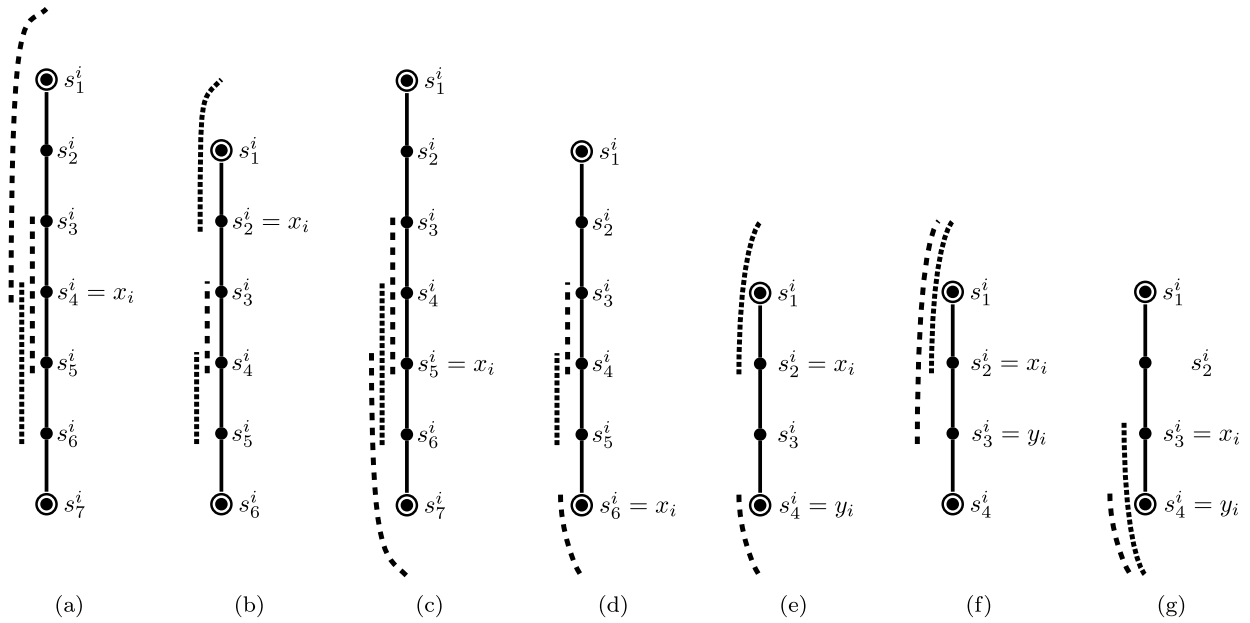 s_1^i
s_2^i
s_3^i
s_4^i = x_i
s_5^i
s_6^i
s_7^i
(a)
s_1^i
s_2^i = x_i
s_3^i
s_4^i
s_5^i
s_6^i
(b)
s_1^i
s_2^i
s_3^i
s_4^i
s_5^i = x_i
s_6^i
s_7^i
(c)
s_1^i
s_2^i
s_3^i
s_4^i
s_5^i
s_6^i = x_i
(d)
s_1^i
s_2^i = x_i
s_3^i
s_4^i = y_i
(e)
s_1^i
s_2^i = x_i
s_3^i = y_i
s_4^i
(f)
s_1^i
s_2^i
s_3^i = x_i
s_4^i = y_i
(g)